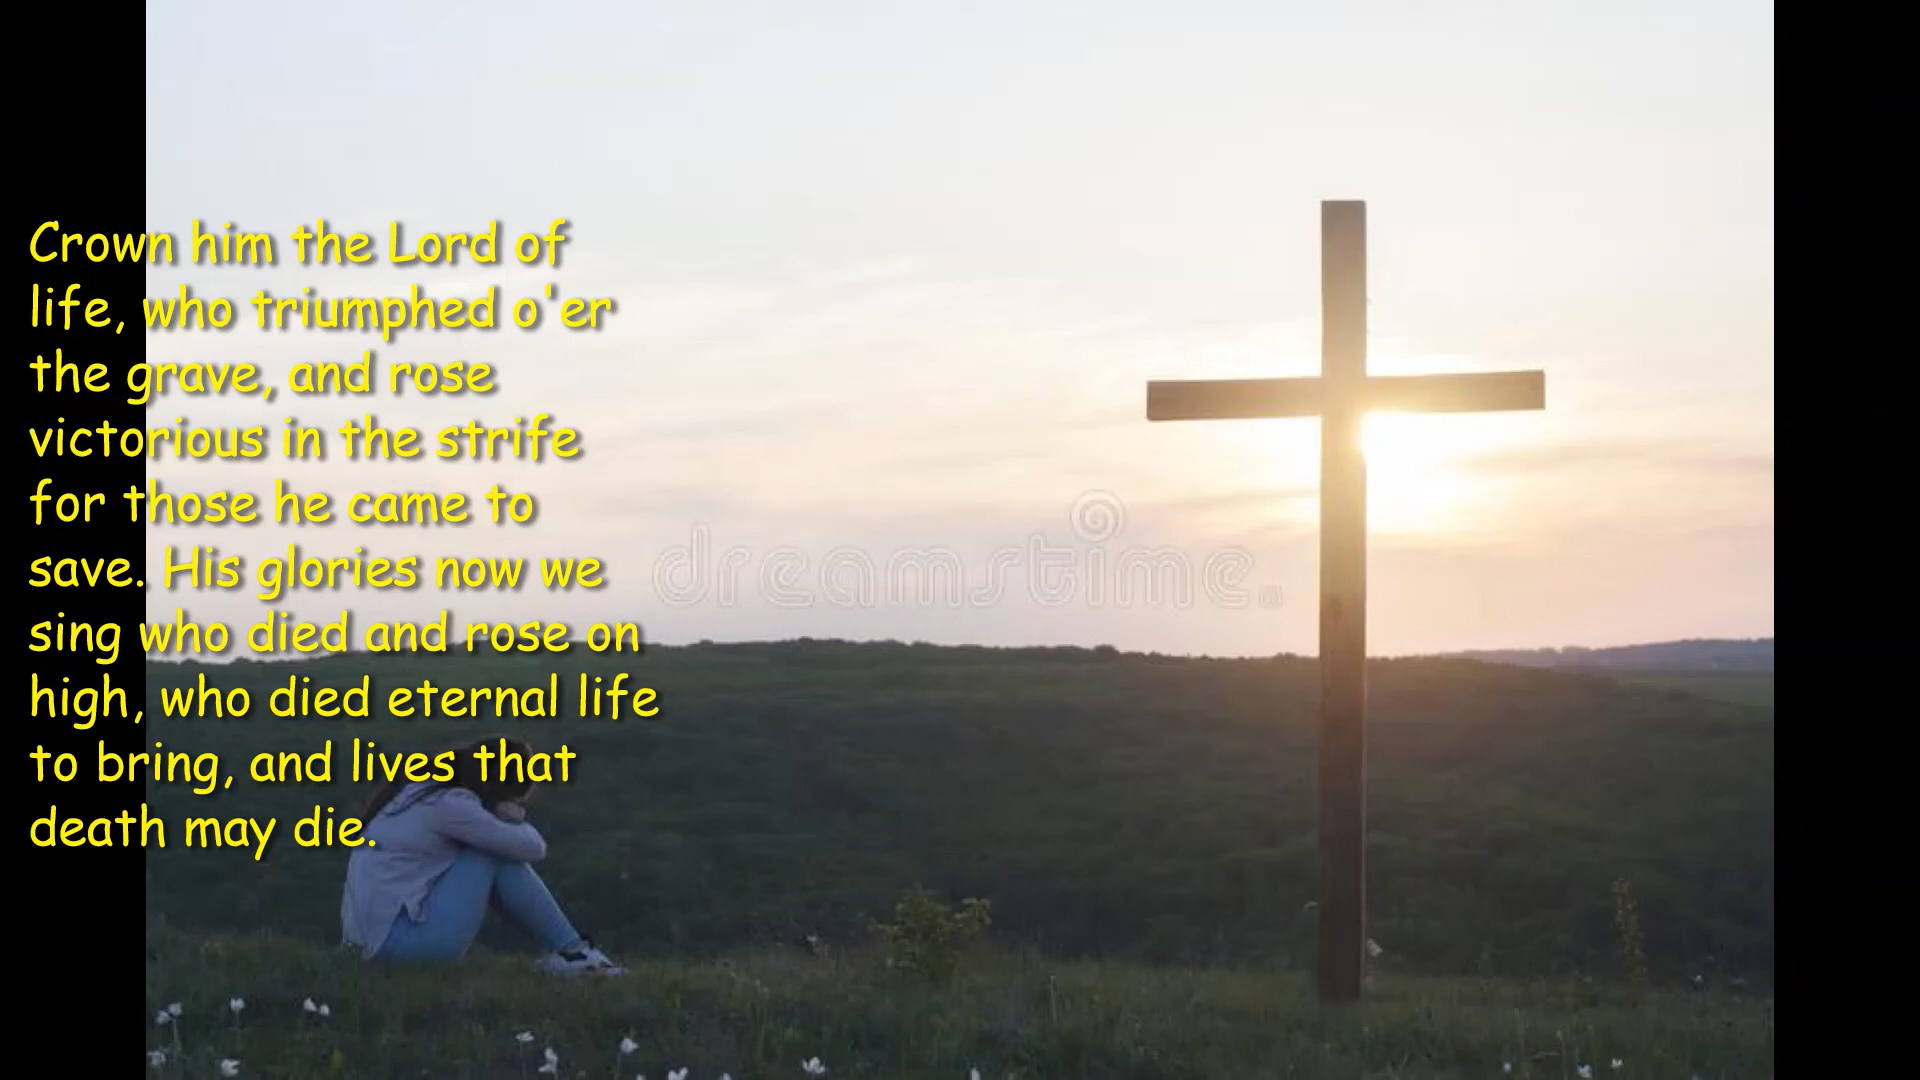 Crown him the Lord of
life, who triumphed o'er
the grave, and rose
victorious in the strife
for those he came to
save. His glories now we
sing who died and rose on
high, who died eternal life
to bring, and lives that
death may die.
dreamstime.